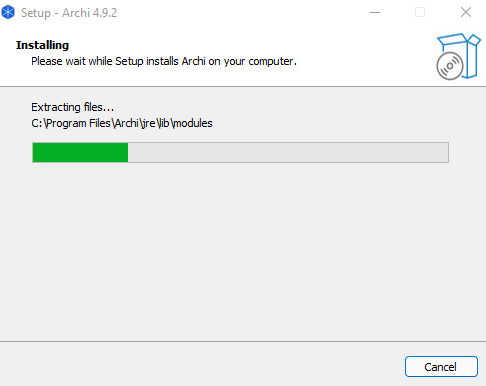 Setup - Archi 4.9.2
Installing
Please wait while Setup installs Archi on your computer.
Extracting files...
C:\Program Files\Archi\jre\lib\modules
Cancel